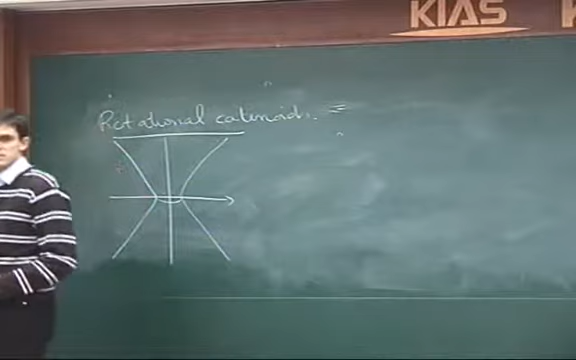 KIAS
Rotational catenoids. =